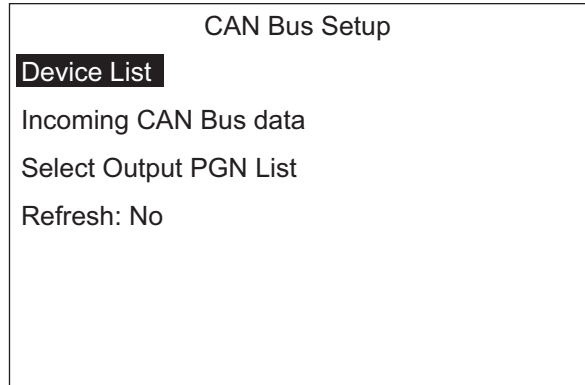 CAN Bus Setup
Device List
Incoming CAN Bus data
Select Output PGN List
Refresh: No